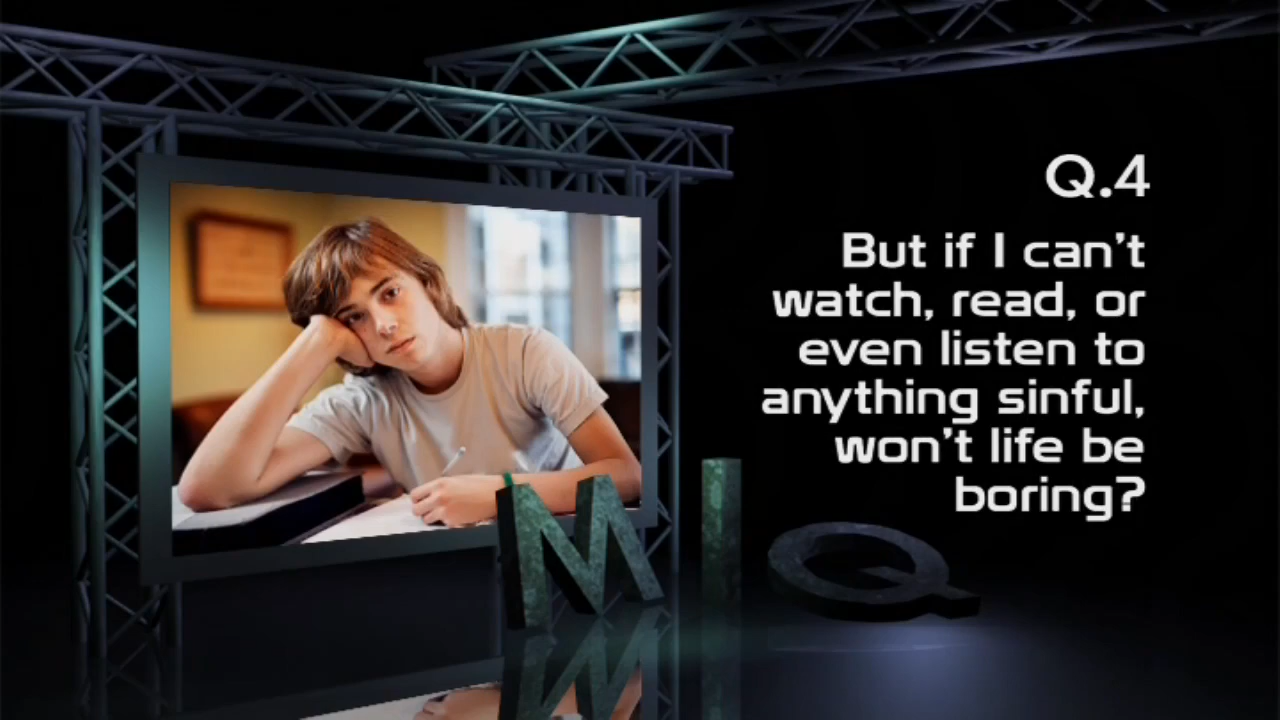 Q.4
But if I can't
watch, read, or
even listen to
anything sinful,
won't life be
boring?
M I Q